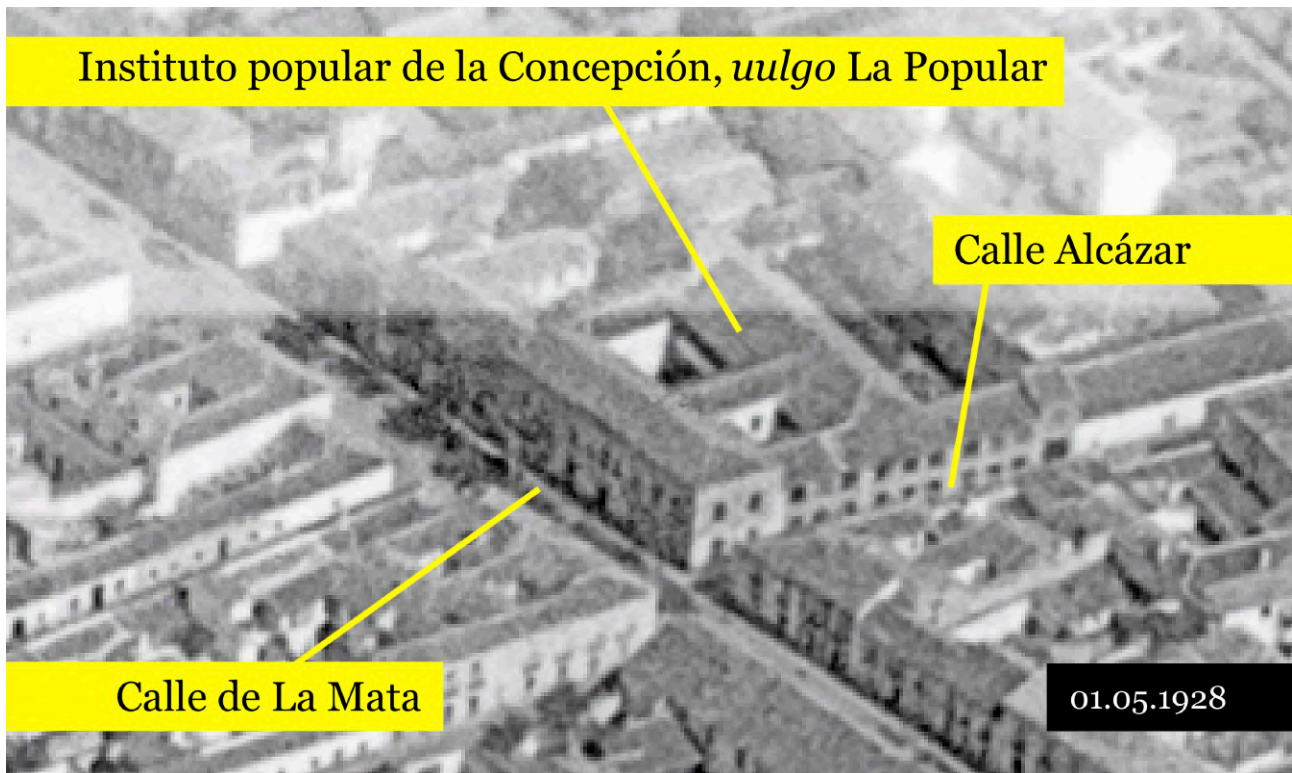 Instituto popular de la Concepción, uulgo La Popular
Calle Alcázar
Calle de La Mata
01.05.1928